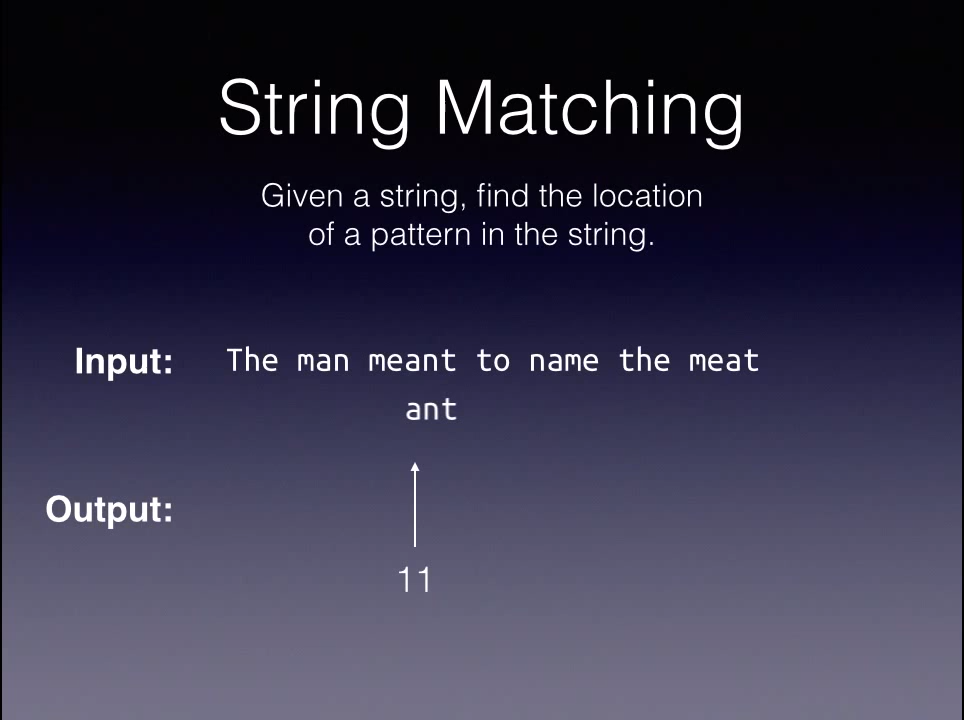 String Matching
Given a string, find the location
of a pattern in the string.
Input: The man meant to name the meat
ant
Output:
11